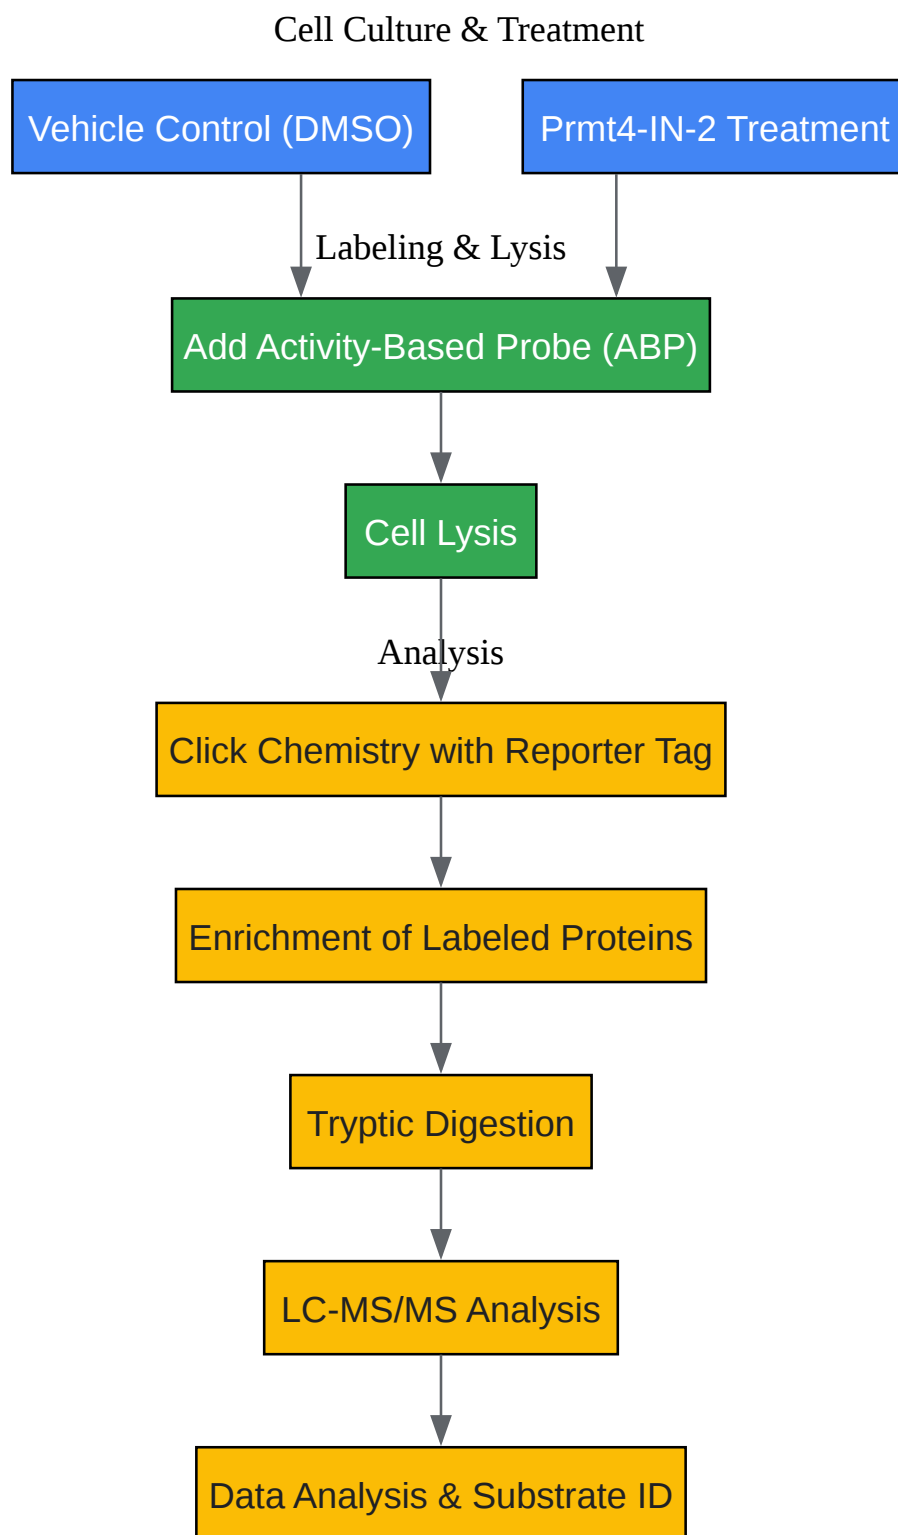 Cell Culture & Treatment
Vehicle Control (DMSO)
Prmt4-IN-2 Treatment
Labeling & Lysis
Add Activity-Based Probe (ABP)
Cell Lysis
Analysis
Click Chemistry with Reporter Tag
Enrichment of Labeled Proteins
Tryptic Digestion
LC-MS/MS Analysis
Data Analysis & Substrate ID